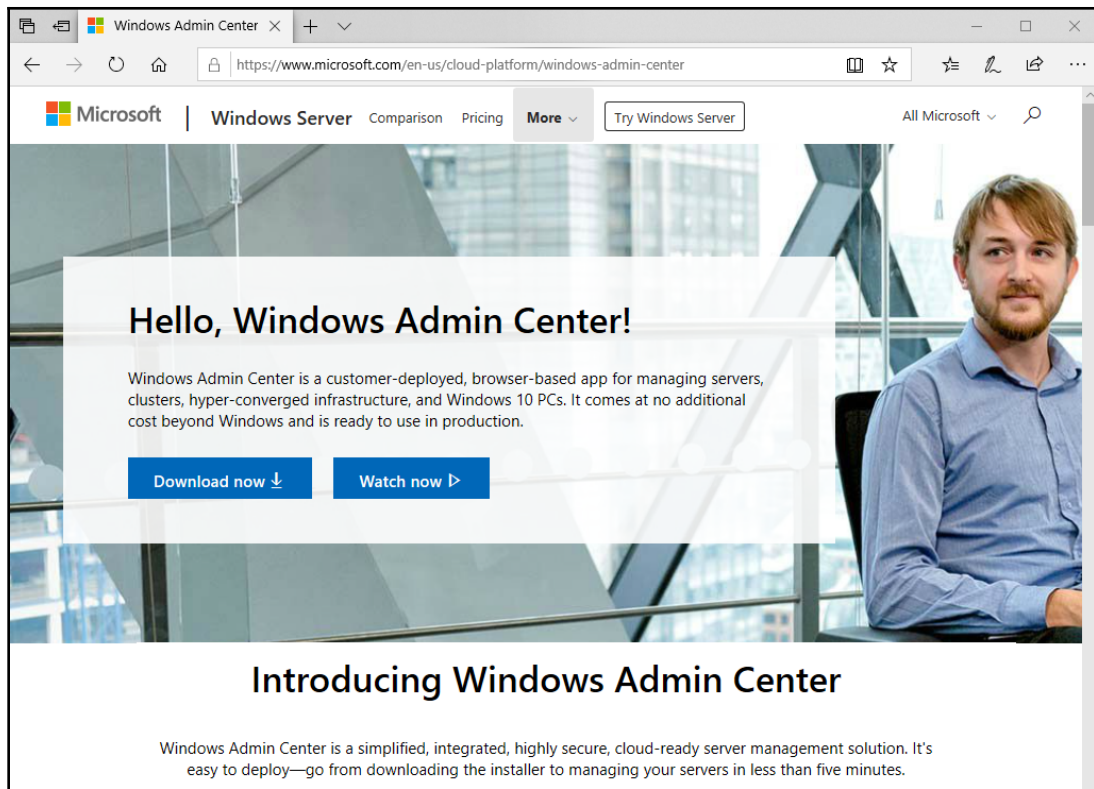 Windows Admin Center
https://www.microsoft.com/en-us/cloud-platform/windows-admin-center
Microsoft
Windows Server Comparison Pricing More Try Windows Server All Microsoft
Hello, Windows Admin Center!
Windows Admin Center is a customer-deployed, browser-based app for managing servers,
clusters, hyper-converged infrastructure, and Windows 10 PCs. It comes at no additional
cost beyond Windows and is ready to use in production.
Download now Watch now
Introducing Windows Admin Center
Windows Admin Center is a simplified, integrated, highly secure, cloud-ready server management solution. It's
easy to deploy—go from downloading the installer to managing your servers in less than five minutes.